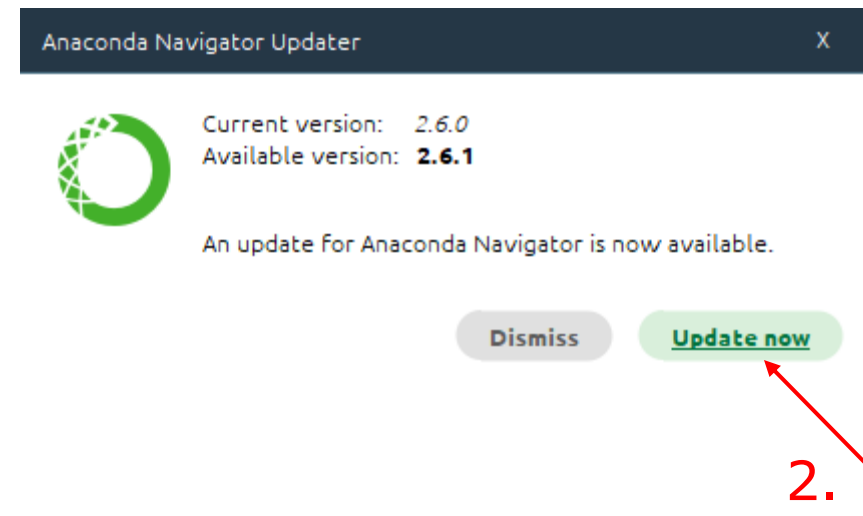 Anaconda Navigator Updater X
Current version: 2.6.0
Available version: 2.6.1
An update for Anaconda Navigator is now available.
Dismiss Update now
2.